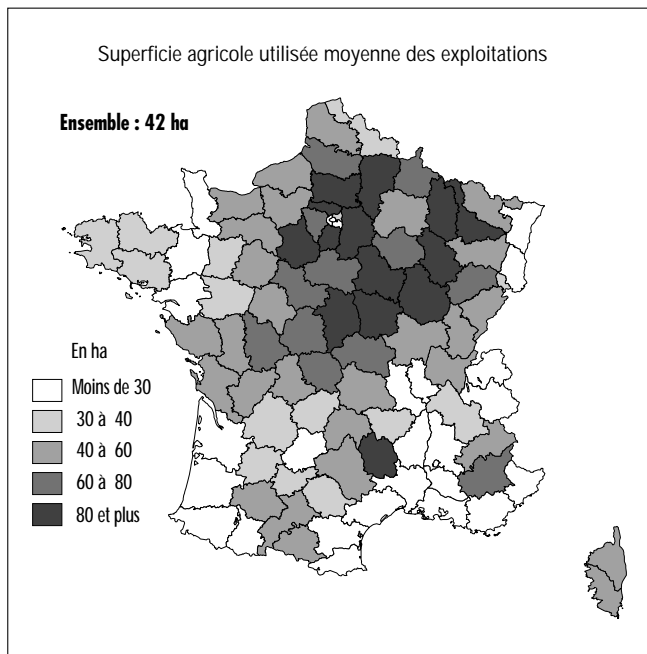 Superficie agricole utilisée moyenne des exploitations
Ensemble : 42 ha
En ha
Moins de 30
30 à 40
40 à 60
60 à 80
80 et plus